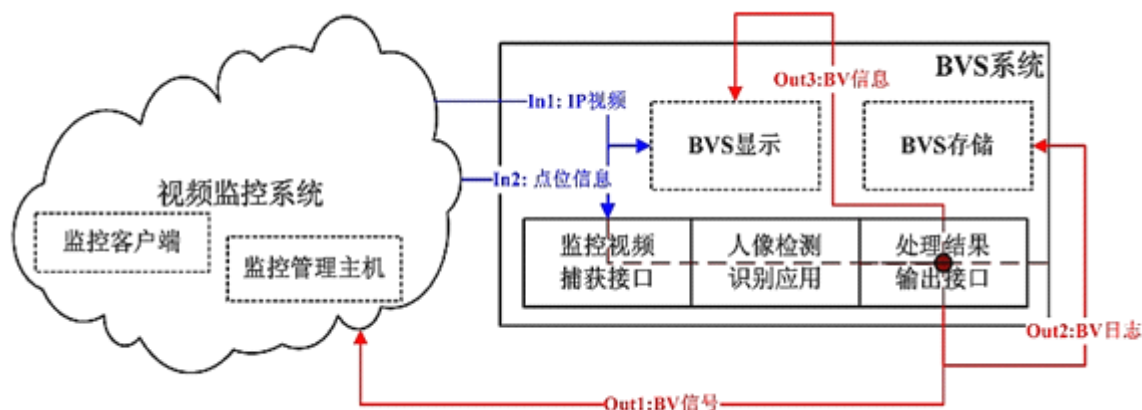 BVS系统
Out3:BV信息
In1: IP视频
BVS显示
BVS存储
In2: 点位信息
视频监控系统
监控客户端
监控管理主机
监控视频
捕获接口
人像检测
识别应用
处理结果
输出接口
Out2:BV日志
Out1:BV信号